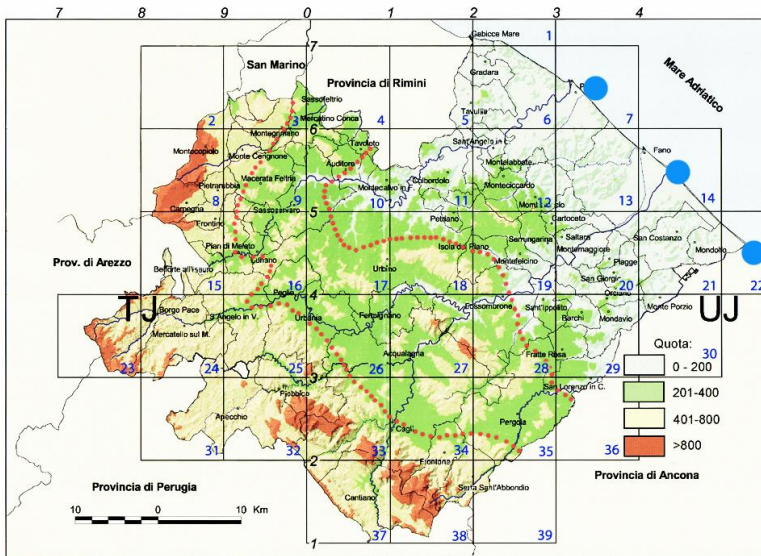 7 8 9 0 1 2 3 4
7
Gabicce Mare
1
San Marino
Gradara
Provincia di Rimini
Mare Adriatico
Sassofeltrio
Mercatino Conca
Tavullia
2 3 4 5 6 7
6
Montegrimano
Tavoleto
Sant'Angelo in L.
Fano
Montecopiolo
Monte Cerignone
Auditore
Montelabbate
Macerata Feltria
Colbordolo
Pietrarubbia
Montecalvo in F.
Montecicardo
8 9 10 11 12 13 14
Carpegna
Sassocorvaro
Petriano
Cartoceto
5
Frontino
Serrungarina
Saltara
San Costanzo
Pian di Meleto
Isola del Piano
Montemaggiore
Mondolfo
Prov. di Arezzo
Lunano
Montefelcino
Piagge
Belforte all'Isauro
Urbino
San Giorgio
15 16 17 18 19 20 21 22
Peglio
Orciano
TJ
4
UJ
Borgo Pace
S. Angelo in V.
Urbania
Fermignano
Fossombrone
Sant'Ippolito
Monte Porzio
Mercatello sul M.
Barchi
Mondavio
Acqualagna
Fratte Rosa
Quota:
30
0 - 200
23 24 25 26 27 28 29
3
San Lorenzo in C.
201-400
Piobbico
Apecchio
Pergola
401-800
Cagli
>800
31 32 33 34 35 36
2
Frontone
Provincia di Ancona
Provincia di Perugia
Serra Sant'Abbondio
Cantiano
10 0 10 Km
37 38 39
1